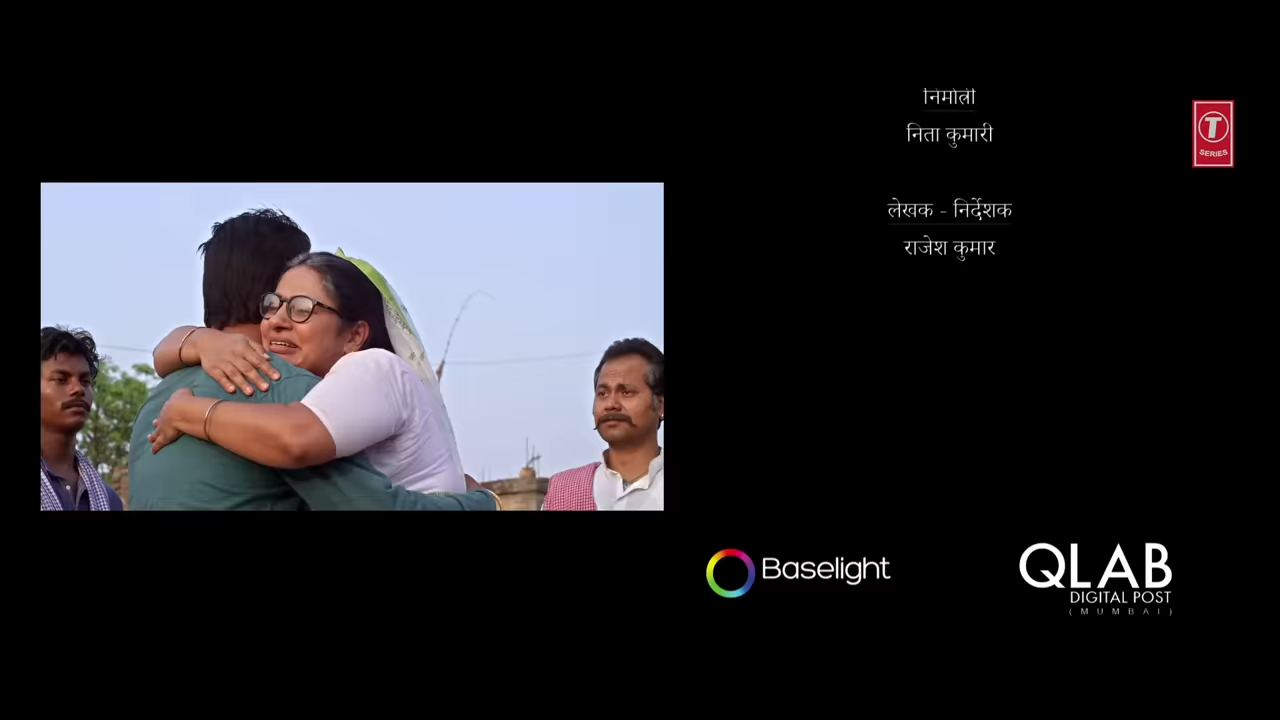 निर्मात्री
नीता कुमारी
लेखक - निर्देशक
राजेश कुमार
T
SERIES
Baselight
QLAB
DIGITAL POST
(MUMBAI)